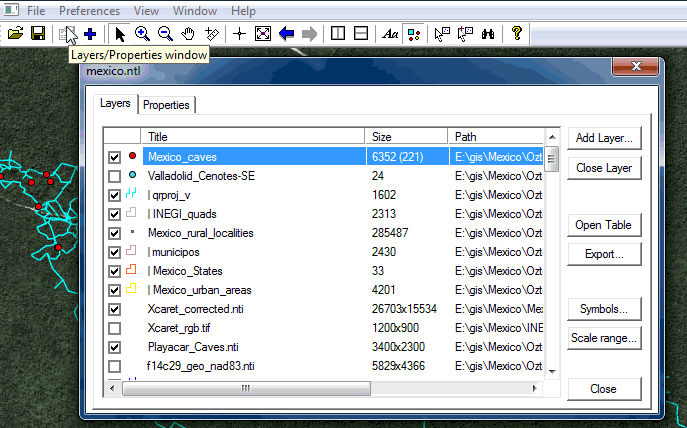 File Preferences View Window Help
Aa ?
Layers/Properties window
mexico.ntl
Layers Properties
Title Size Path
Mexico_caves 6352 (221) E:\gis\Mexico\Ozt
Valladolid_Cenotes-SE 24 E:\gis\Mexico\Ozt
qrproj_v 1602 E:\gis\Mexico\Ozt
INEGI_quads 2313 E:\gis\Mexico\Ozt
Mexico_rural_localities 285487 E:\gis\Mexico\Ozt
municipos 2430 E:\gis\Mexico\Ozt
Mexico_States 33 E:\gis\Mexico\Ozt
Mexico_urban_areas 4201 E:\gis\Mexico\Ozt
Xcaret_corrected.nti 26703x15534 E:\gis\Mexico\Mex
Xcaret_rgb.tif 1200x900 E:\gis\Mexico\INE
Playacar_Caves.nti 3400x2300 E:\gis\Mexico\Ozt
f14c29_geo_nad83.nti 5829x4366 E:\gis\Mexico\Ozt
Add Layer...
Close Layer
Open Table
Export...
Symbols...
Scale range...
Close